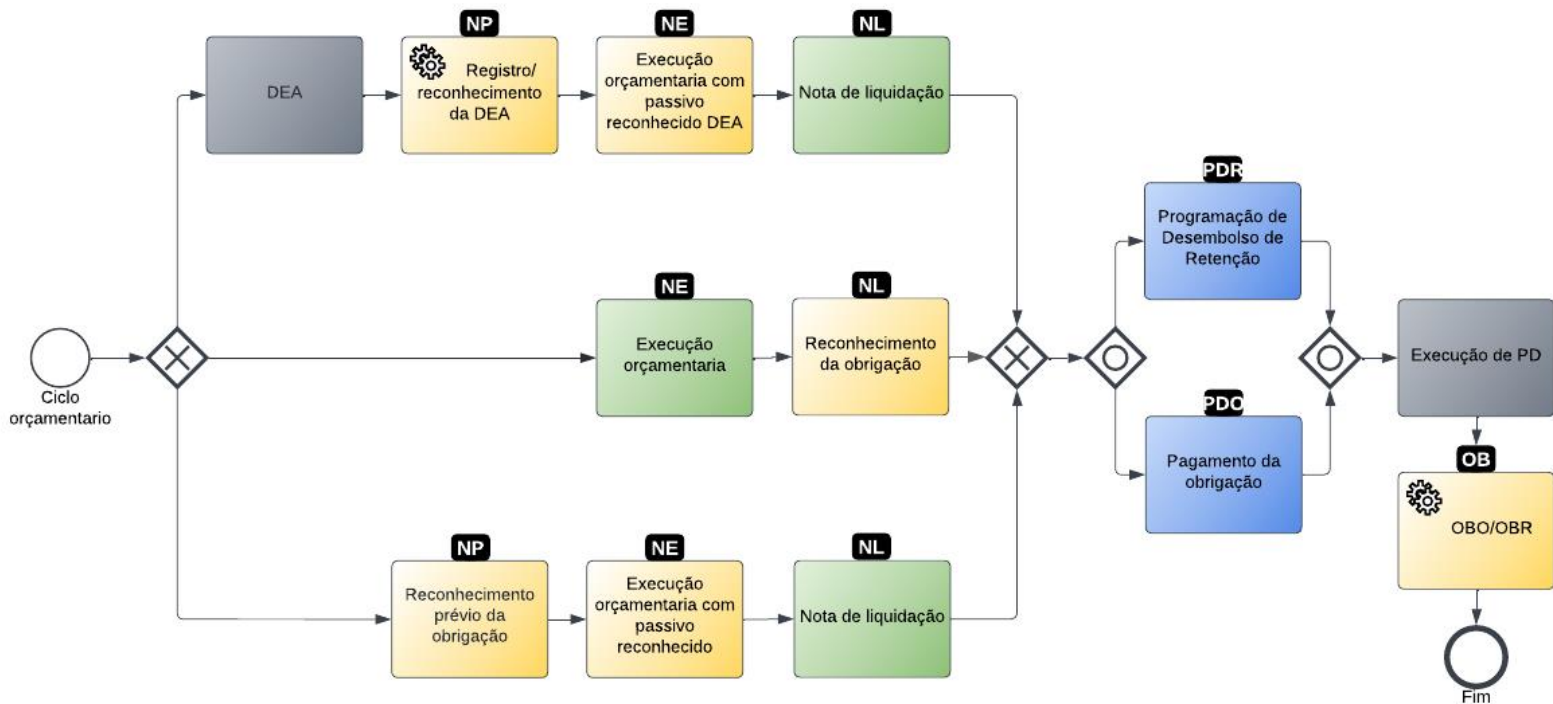 NP
NE
NL
DEA
Registro/
reconhecimento
da DEA
Execução
orçamentaria com
passivo
reconhecido DEA
Nota de liquidação
PDR
Programação de
Desembolso de
Retenção
NE
NL
Ciclo
orçamentario
Execução
orçamentaria
Reconhecimento
da obrigação
Execução de PD
PDO
Pagamento da
obrigação
OB
OBO/OBR
NP
NE
NL
Reconhecimento
prévio da
obrigação
Execução
orçamentaria com
passivo
reconhecido
Nota de liquidação
Fim